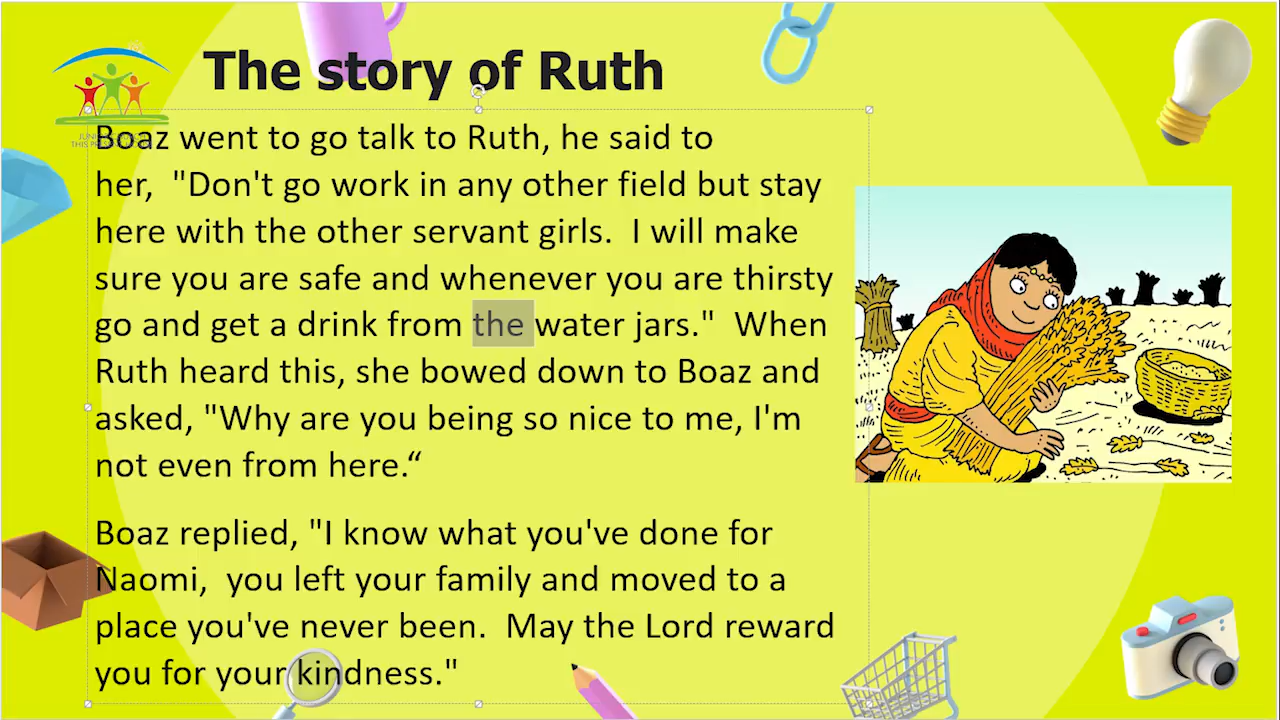 The story of Ruth
Boaz went to go talk to Ruth, he said to
her,  "Don't go work in any other field but stay
here with the other servant girls.  I will make
sure you are safe and whenever you are thirsty
go and get a drink from the water jars."  When
Ruth heard this, she bowed down to Boaz and
asked, "Why are you being so nice to me, I'm
not even from here.“
Boaz replied, "I know what you've done for
Naomi,  you left your family and moved to a
place you've never been.  May the Lord reward
you for your kindness."